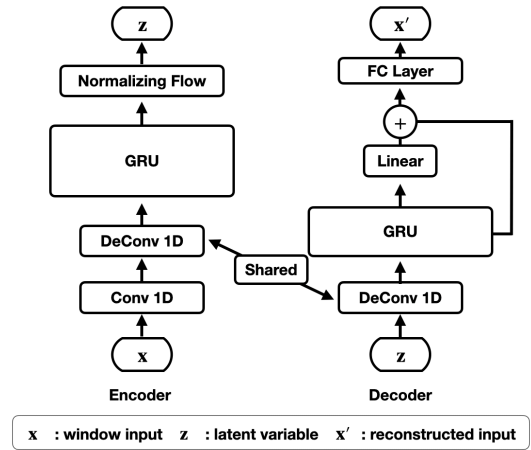 z
Normalizing Flow
GRU
DeConv 1D
Conv 1D
x
Encoder
Shared
x′
FC Layer
+
Linear
GRU
DeConv 1D
z
Decoder
x : window input z : latent variable x′ : reconstructed input